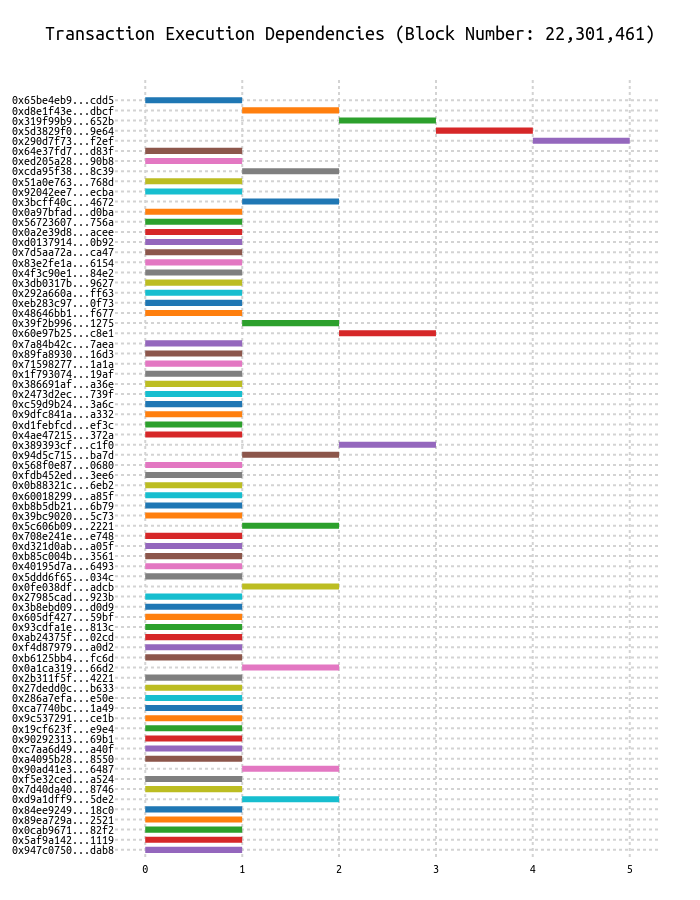 Transaction Execution Dependencies (Block Number: 22,301,461)
0x65be4eb9...cdd5
0xd8e1f43e...dbcf
0x319f99b9...652b
0x5d3829f0...9e64
0x290d7f73...f2ef
0x64e37fd7...d83f
0xed205a28...90b8
0xcda95f38...8c39
0x51a0e763...768d
0x92042ee7...ecba
0x3bcff40c...4672
0x0a97bfad...d0ba
0x56723607...756a
0x0a2e39d8...acee
0xd0137914...0b92
0x7d5aa72a...ca47
0x83e2fe1a...6154
0x4f3c90e1...84e2
0x3db0317b...9627
0x292a660a...ff63
0xeb283c97...0f73
0x48646bb1...f677
0x39f2b996...1275
0x60e97b25...c8e1
0x7a84b42c...7aea
0x89fa8930...16d3
0x71598277...1a1a
0x1f793074...19af
0x386691af...a36e
0x2473d2ec...739f
0xc59d9b24...3a6c
0x9dfc841a...a332
0xd1febfcd...ef3c
0x4ae47215...372a
0x389393cf...c1f0
0x94d5c715...ba7d
0x568f0e87...0680
0xfdb452ed...3ee6
0x0b88321c...6eb2
0x60018299...a85f
0xb8b5db21...6b79
0x39bc9020...5c73
0x5c606b09...2221
0x708e241e...e748
0xd321d0ab...a05f
0xb85c004b...3561
0x40195d7a...6493
0x5ddd6f65...034c
0x0fe038df...adcb
0x27985cad...923b
0x3b8ebd09...d0d9
0x605df427...59bf
0x93cdfa1e...813c
0xab24375f...02cd
0xf4d87979...a0d2
0xb6125bb4...fc6d
0x0a1ca319...66d2
0x2b311f5f...4221
0x27dedd0c...b633
0x286a7efa...e50e
0xca7740bc...1a49
0x9c537291...ce1b
0x19cf623f...e9e4
0x90292313...69b1
0xc7aa6d49...a40f
0xa4095b28...8550
0x90ad41e3...6487
0xf5e32ced...a524
0x7d40da40...8746
0xd9a1dff9...5de2
0x84ee9249...18c0
0x89ea729a...2521
0x0cab9671...82f2
0x5af9a142...1119
0x947c0750...dab8
0 1 2 3 4 5